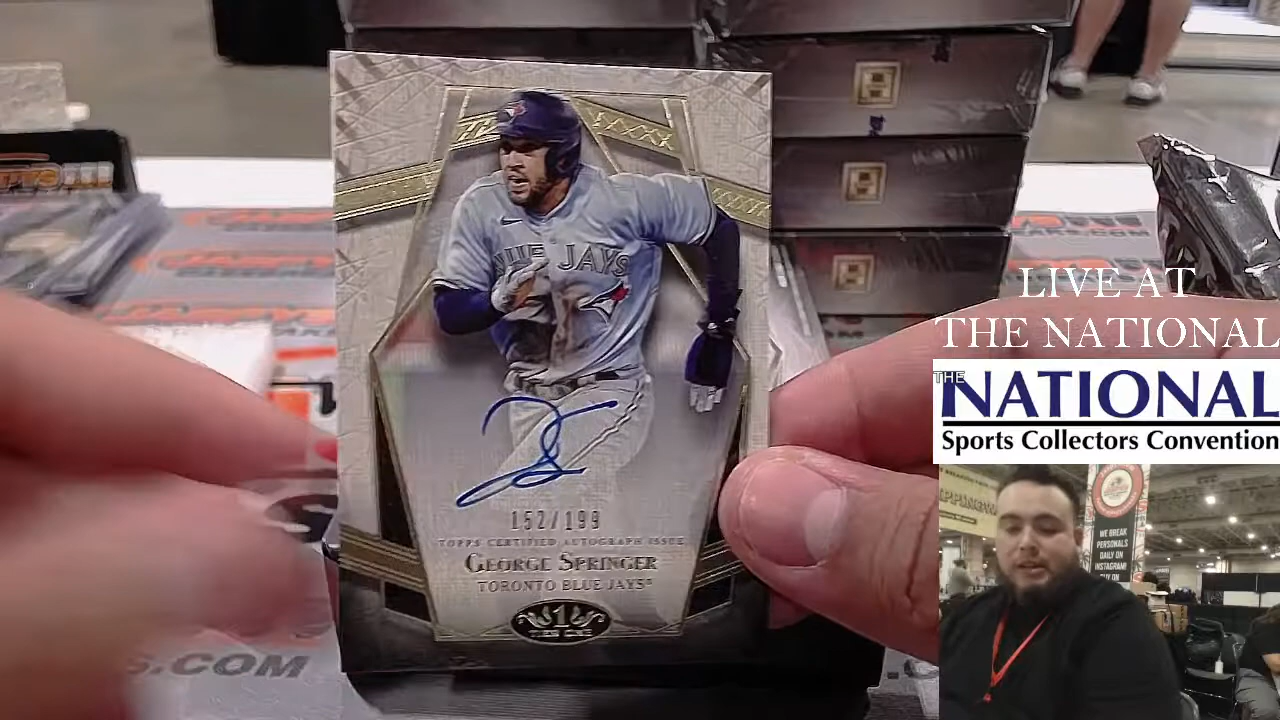 BLUE JAYS
152/199
TOPPS CERTIFIED AUTOGRAPH ISSUE
GEORGE SPRINGER
TORONTO BLUE JAYS
1
TIER ONE
S.COM
LIVE AT
THE NATIONAL
THE
NATIONAL
Sports Collectors Convention
WE BREAK
PERSONALS
DAILY ON
INSTAGRAM!